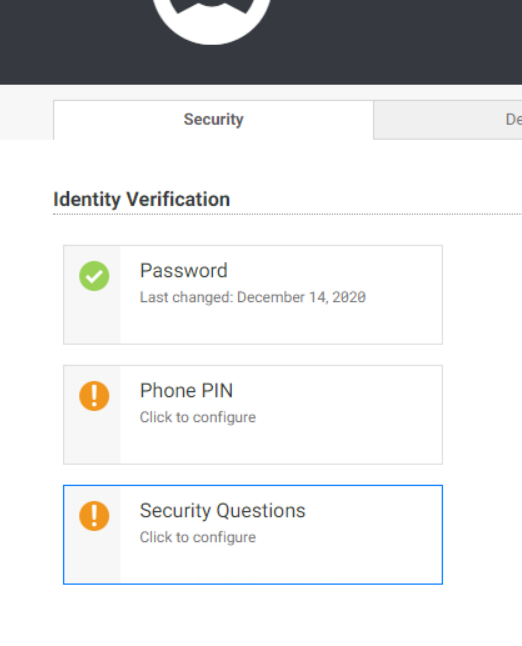 Security
Identity Verification
Password
Last changed: December 14, 2020
Phone PIN
Click to configure
Security Questions
Click to configure